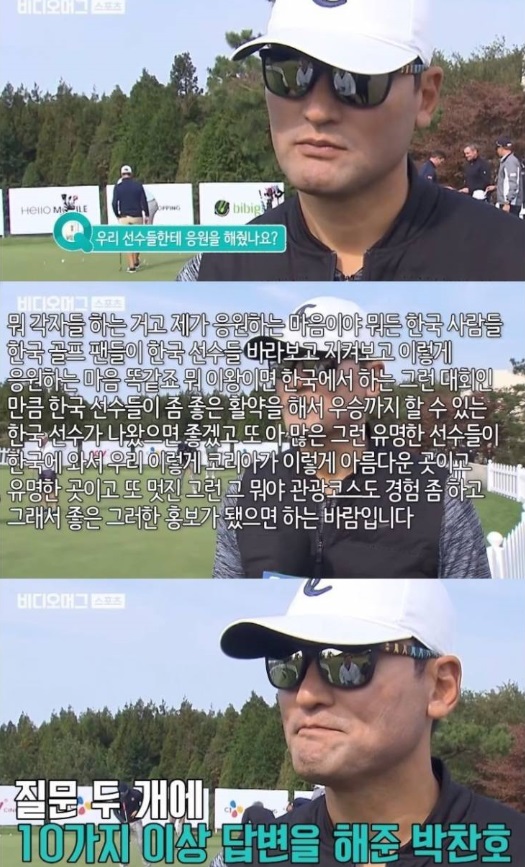 비디오머그 스포츠
Hello M BILE
PPING
bibig
Q 우리 선수들한테 응원을 해줬나요?
비디오머그 스포츠
뭐 각자들 하는 거고 제가 응원하는 마음이야 뭐든 한국 사람들
한국 골프 팬들이 한국 선수들 바라보고 지켜보고 이렇게
응원하는 마음 똑같죠 뭐 이왕이면 한국에서 하는 그런 대회인
만큼 한국 선수들이 좀 좋은 활약을 해서 우승까지 할 수 있는
한국 선수가 나왔으면 좋겠고 또 아 많은 그런 유명한 선수들이
한국에 와서 우리 이렇게 코리아가 이렇게 아름다운 곳이고
유명한 곳이고 또 멋진 그런 그 뭐야 관광코스도 경험 좀 하고
그래서 좋은 그러한 홍보가 됐으면 하는 바람입니다
비디오머그 스포츠
CJ
질문 두 개에
10가지 이상 답변을 해준 박찬호